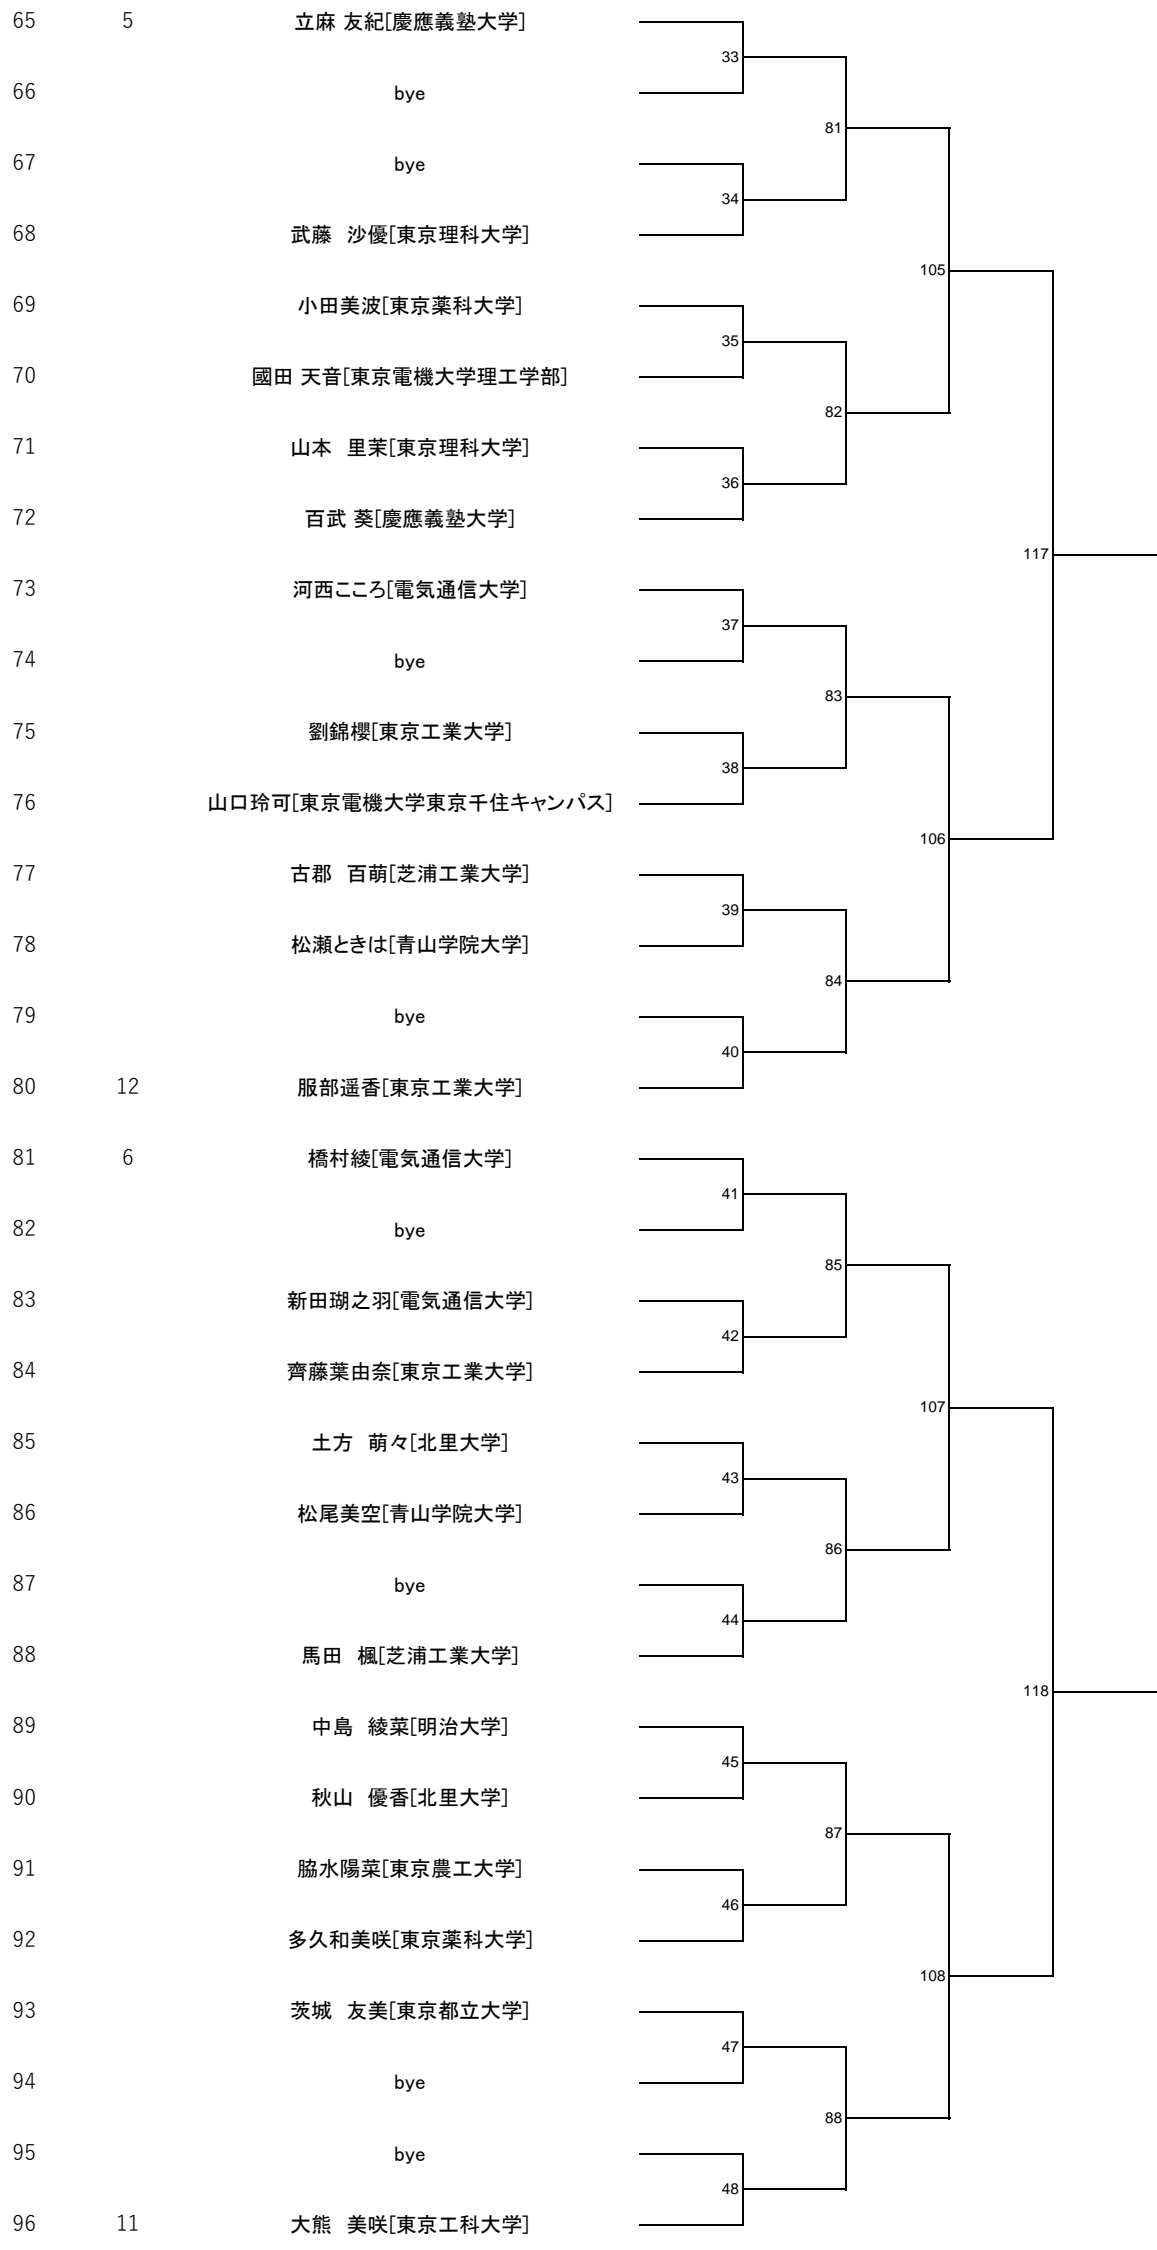 65 5 立麻 友紀[慶應義塾大学]
33
66 bye
81
67 bye
34
68 武藤　沙優[東京理科大学]
105
69 小田美波[東京薬科大学]
35
70 國田 天音[東京電機大学理工学部]
82
71 山本　里茉[東京理科大学]
36
72 百武 葵[慶應義塾大学]
117
73 河西こころ[電気通信大学]
37
74 bye
83
75 劉錦櫻[東京工業大学]
38
76 山口玲可[東京電機大学東京千住キャンパス]
106
77 古郡　百萌[芝浦工業大学]
39
78 松瀬ときは[青山学院大学]
84
79 bye
40
80 12 服部遥香[東京工業大学]
81 6 橋村綾[電気通信大学]
41
82 bye
85
83 新田瑚之羽[電気通信大学]
42
84 齊藤葉由奈[東京工業大学]
107
85 土方　萌々[北里大学]
43
86 松尾美空[青山学院大学]
86
87 bye
44
88 馬田　楓[芝浦工業大学]
118
89 中島　綾菜[明治大学]
45
90 秋山　優香[北里大学]
87
91 脇水陽菜[東京農工大学]
46
92 多久和美咲[東京薬科大学]
108
93 茨城　友美[東京都立大学]
47
94 bye
88
95 bye
48
96 11 大熊　美咲[東京工科大学]